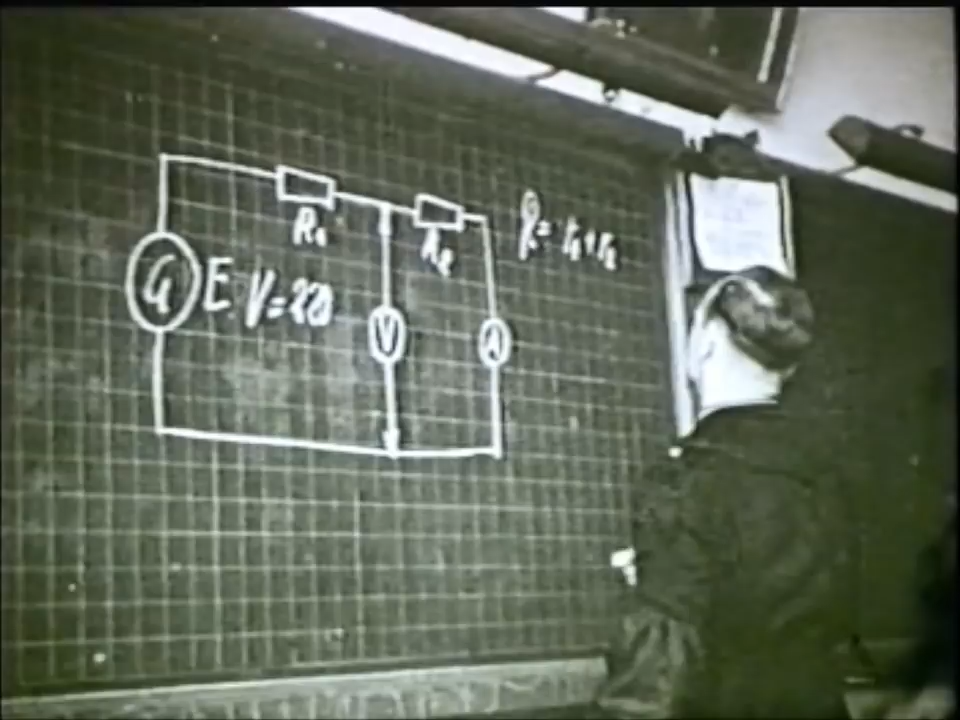 R₁
R₂
R = r₁ + r₂
G
E V = 220
V
A